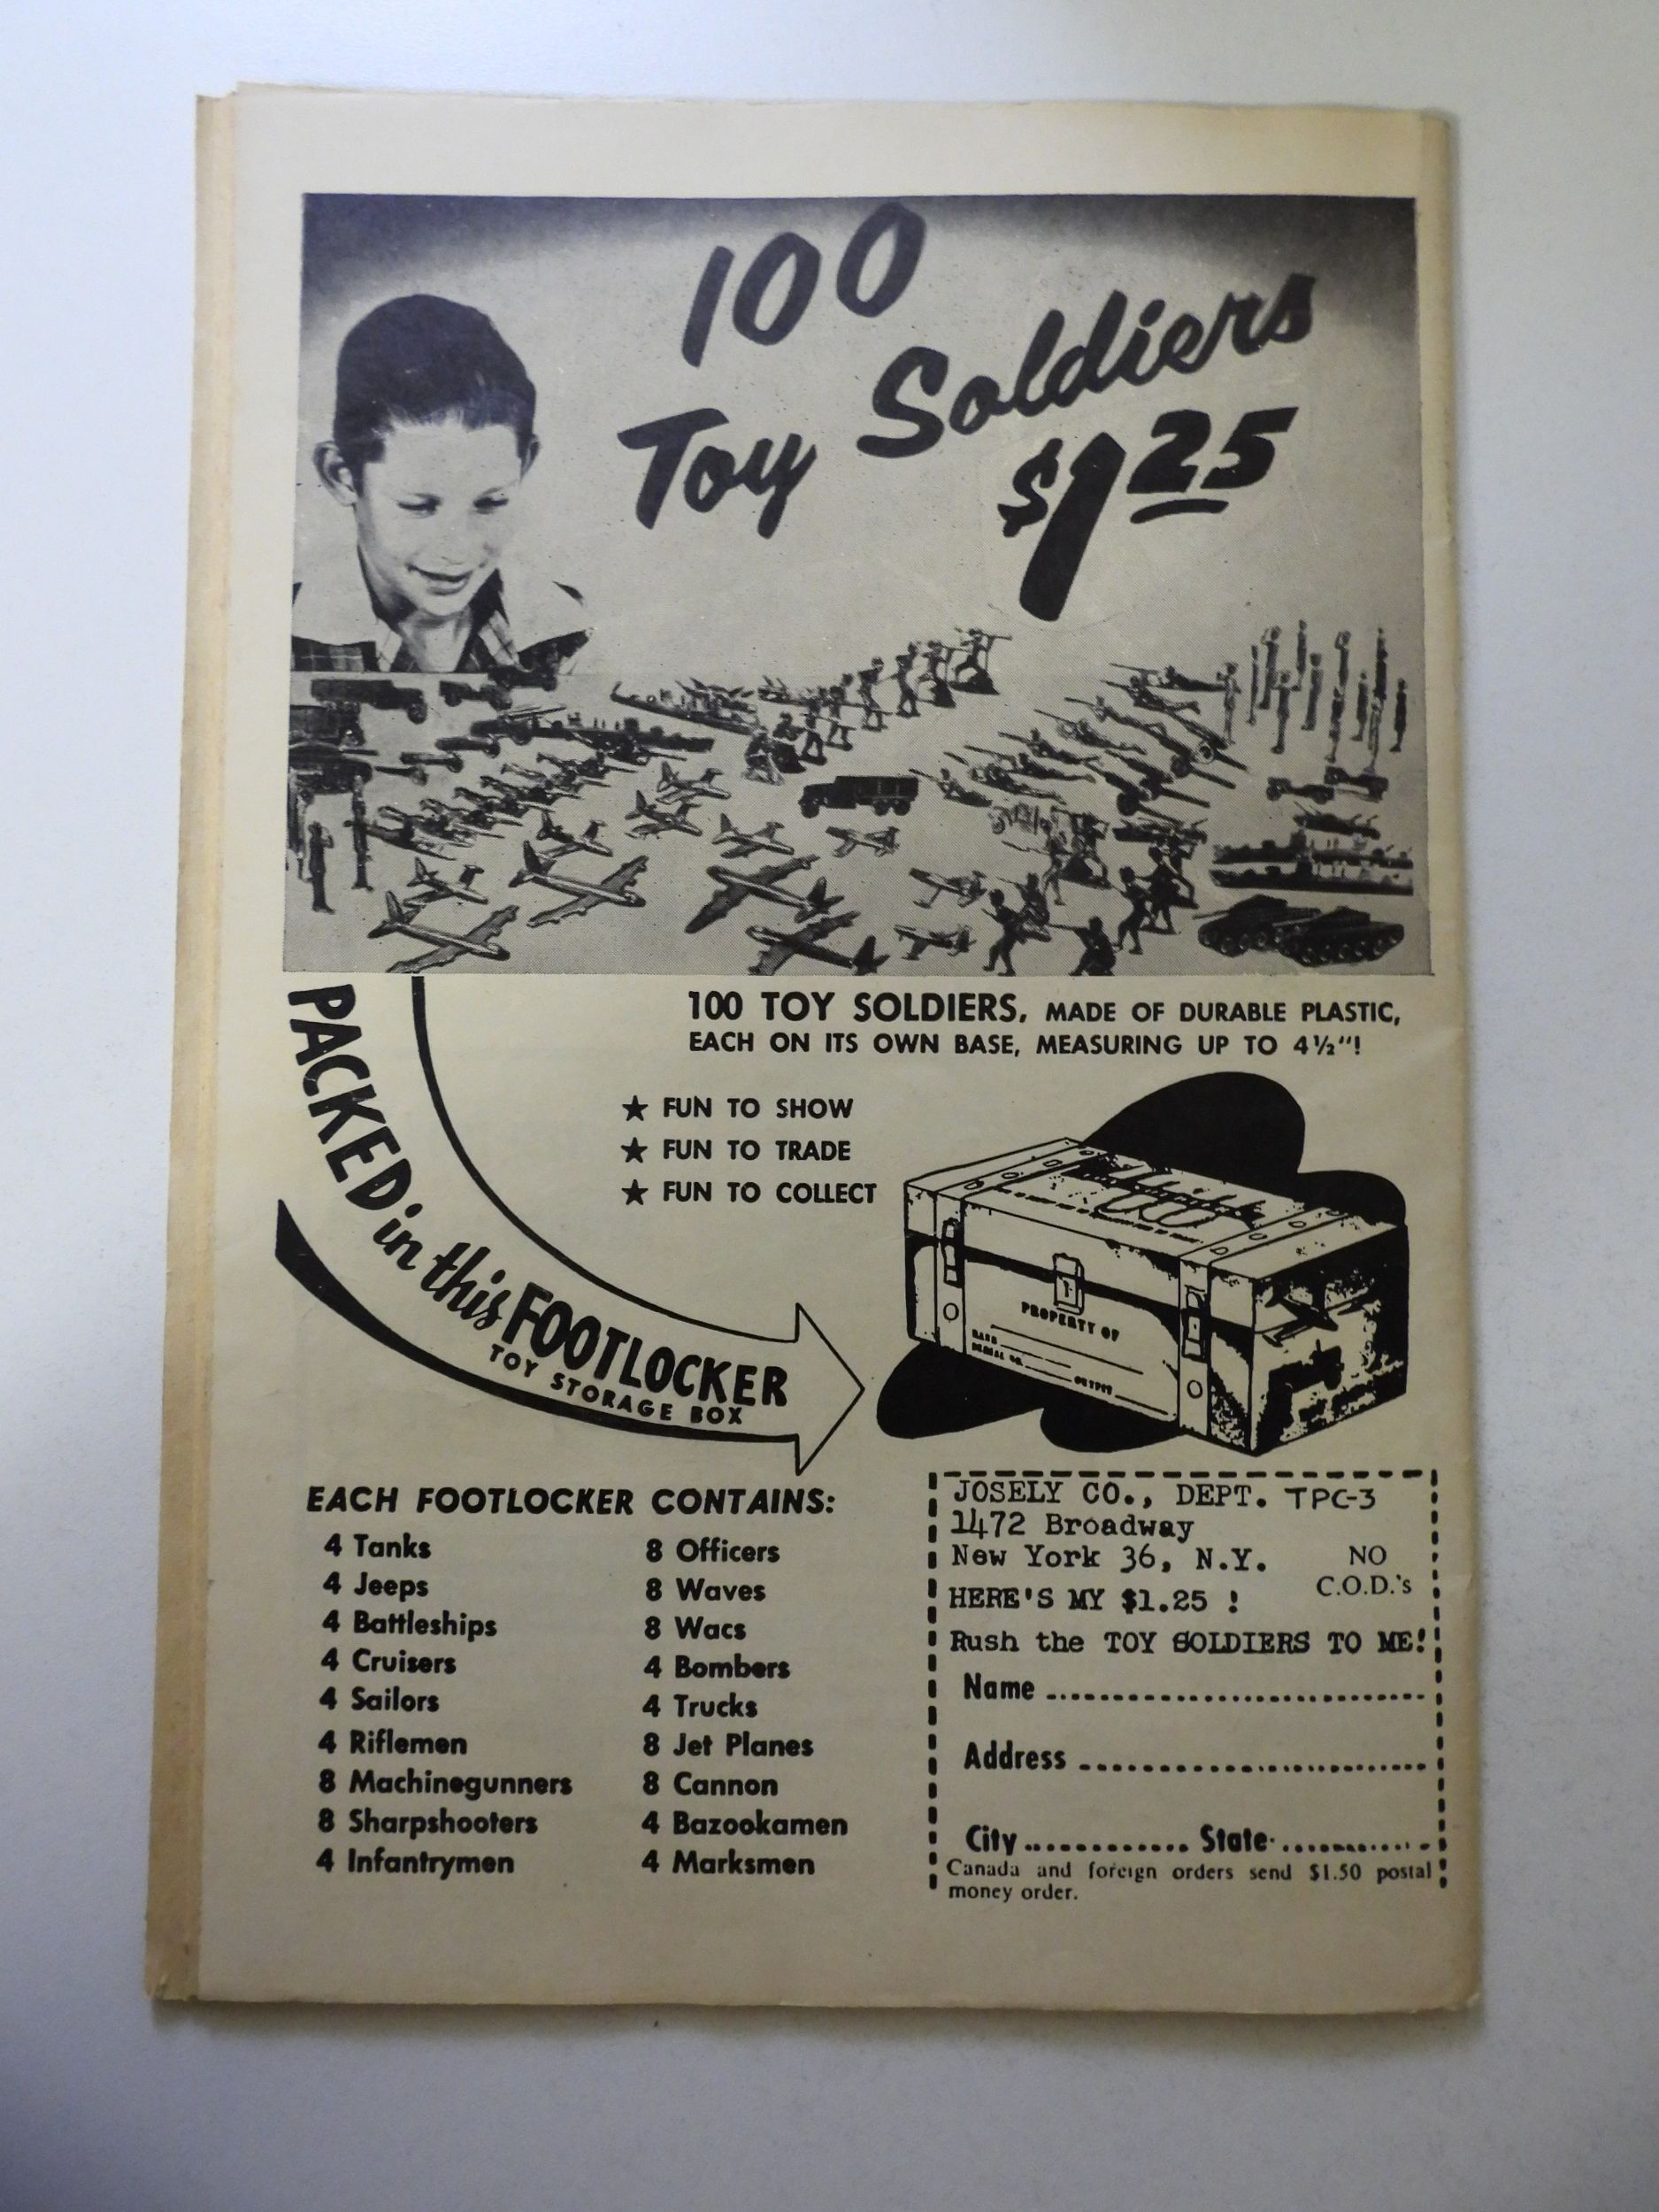 100
Toy Soldiers
$1.25
100 TOY SOLDIERS, MADE OF DURABLE PLASTIC,
EACH ON ITS OWN BASE, MEASURING UP TO 4½"!
★ FUN TO SHOW
★ FUN TO TRADE
★ FUN TO COLLECT
PACKED in this FOOTLOCKER
TOY STORAGE BOX
100
PROPERTY OF
SERIAL NO.
OUTFIT
EACH FOOTLOCKER CONTAINS:
4 Tanks
4 Jeeps
4 Battleships
4 Cruisers
4 Sailors
4 Riflemen
8 Machinegunners
8 Sharpshooters
4 Infantrymen
8 Officers
8 Waves
8 Wacs
4 Bombers
4 Trucks
8 Jet Planes
8 Cannon
4 Bazookamen
4 Marksmen
JOSELY CO., DEPT. TPC-3
1472 Broadway
New York 36, N.Y.
NO
C.O.D.'s
HERE'S MY $1.25 !
Rush the TOY SOLDIERS TO ME!
Name
Address
City............ State............
Canada and foreign orders send $1.50 postal
money order.